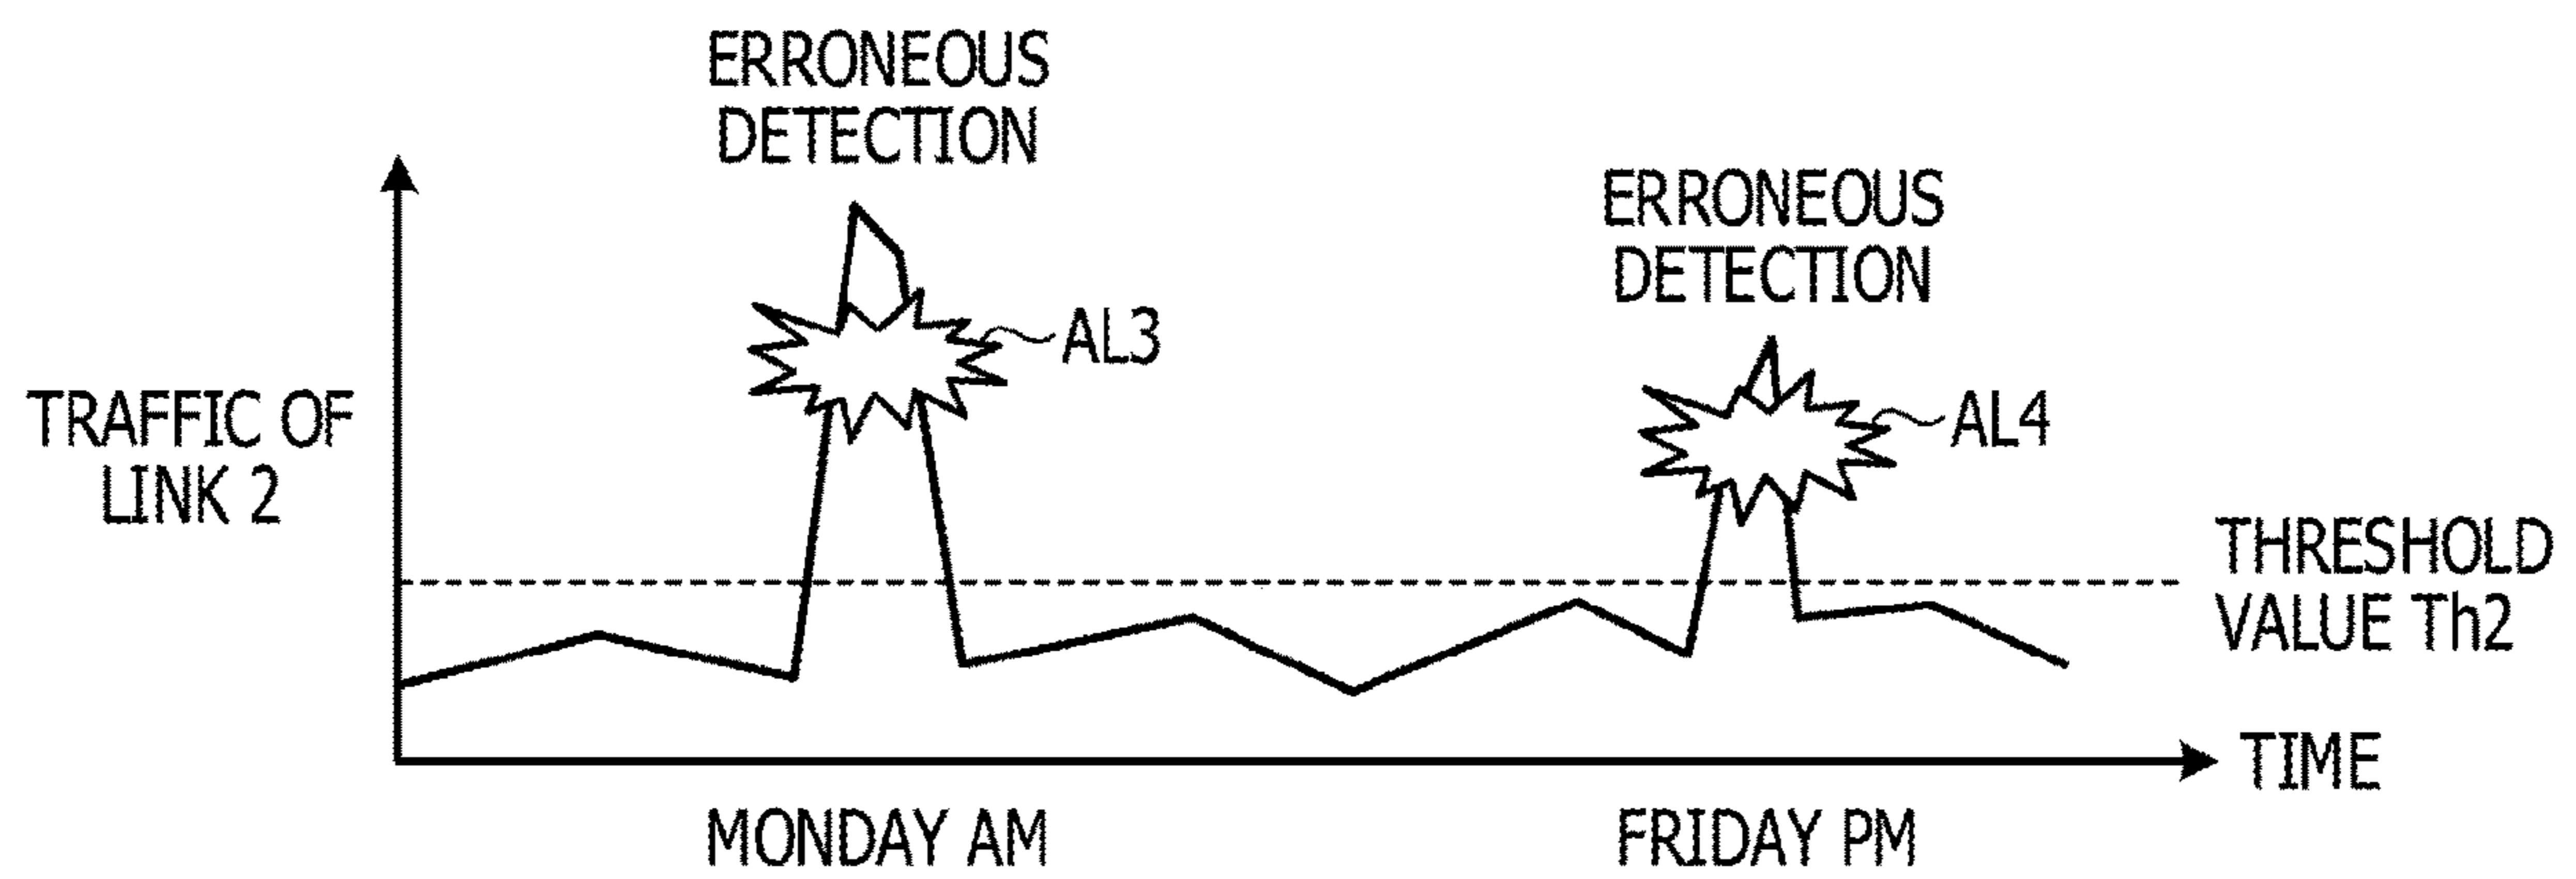 ERRONEOUS
DETECTION
ERRONEOUS
DETECTION
AL3
AL4
TRAFFIC OF
LINK 2
THRESHOLD
VALUE Th2
TIME
MONDAY AM
FRIDAY PM